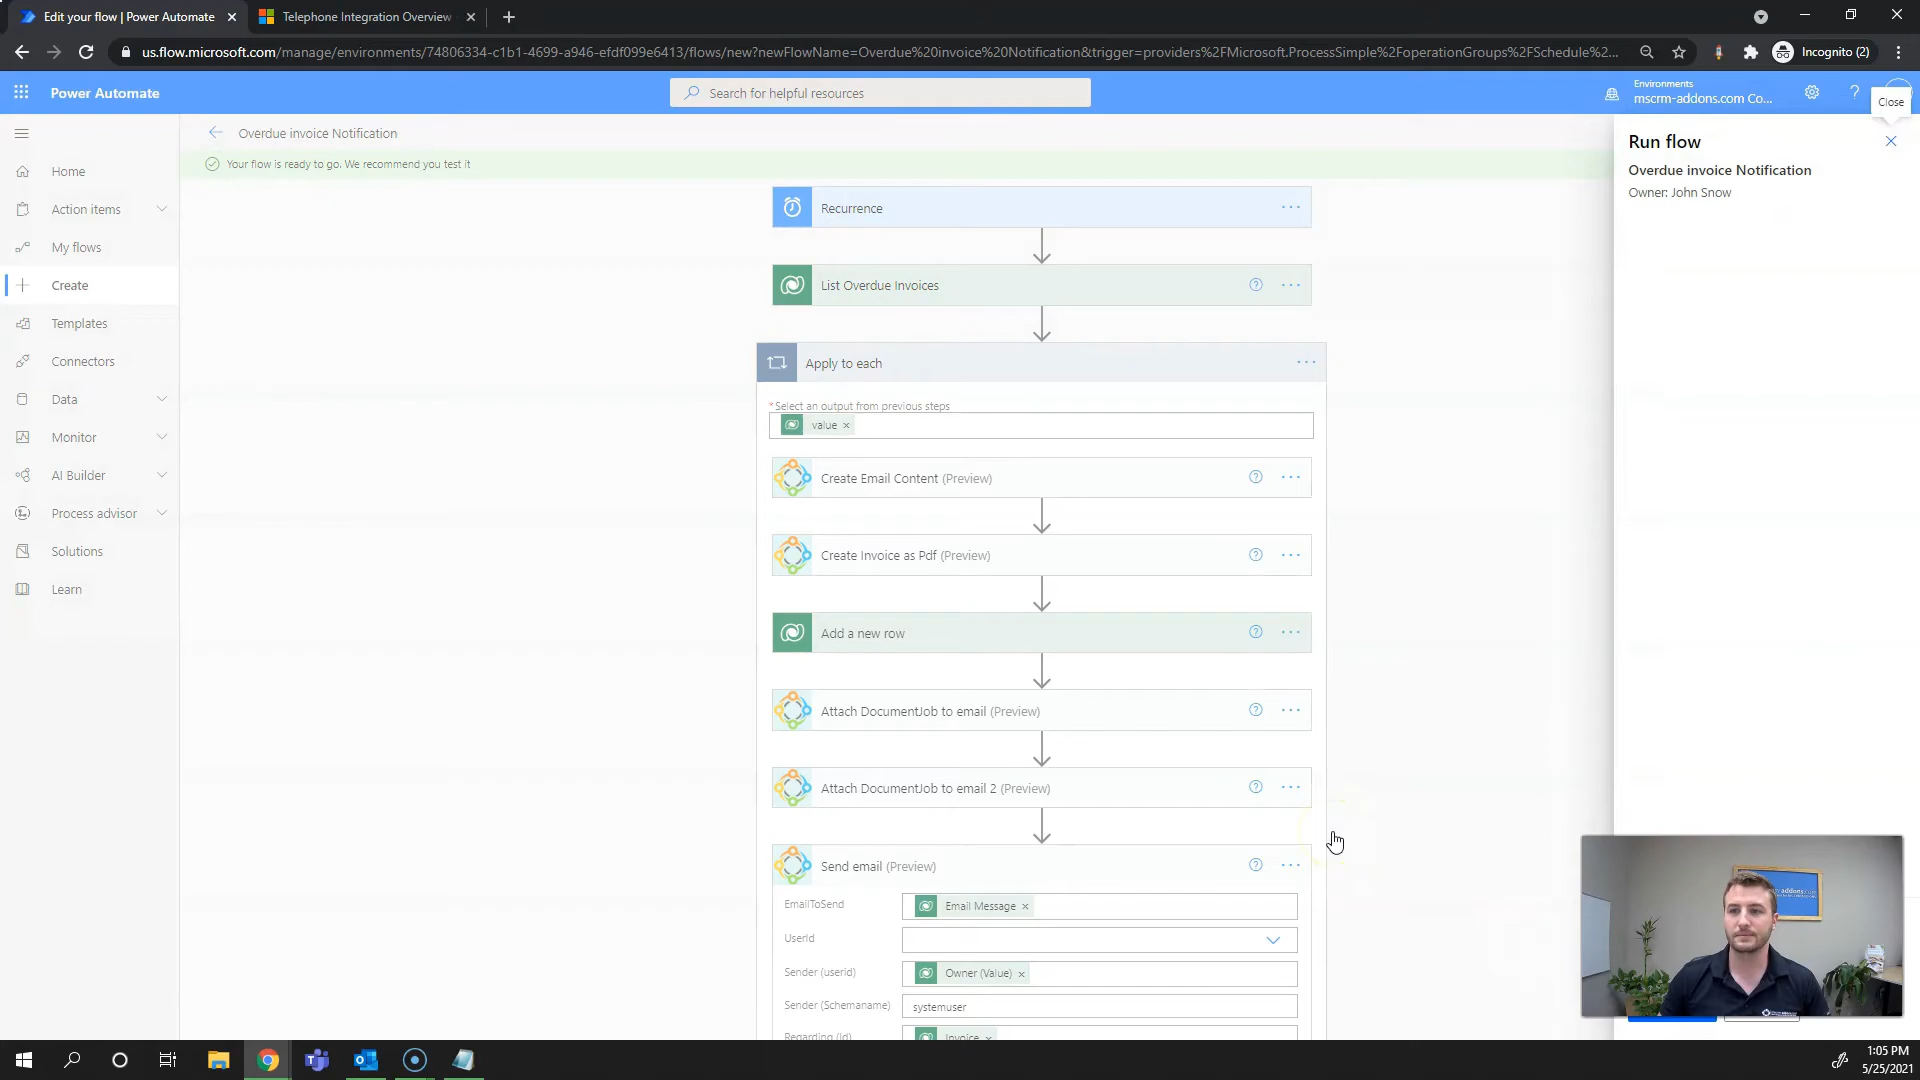 Edit your flow | Power Automate
Telephone Integration Overview
us.flow.microsoft.com/manage/environments/74806334-c1b1-4699-a946-efdf099e6413/flows/new?newFlowName=Overdue%20invoice%20Notification&trigger=providers%2FMicrosoft.ProcessSimple%2FoperationGroups%2FSchedule%2...
Incognito (2)
Power Automate
Search for helpful resources
Environments
mscrm-addons.com Co...
Close
Overdue invoice Notification
Your flow is ready to go. We recommend you test it
Home
Action items
My flows
Create
Templates
Connectors
Data
Monitor
AI Builder
Process advisor
Solutions
Learn
Recurrence
List Overdue Invoices
Apply to each
*Select an output from previous steps
value
Create Email Content (Preview)
Create Invoice as Pdf (Preview)
Add a new row
Attach DocumentJob to email (Preview)
Attach DocumentJob to email 2 (Preview)
Send email (Preview)
EmailToSend
Email Message
UserId
Sender (userid)
Owner (Value)
Sender (Schemaname)
systemuser
Regarding (Id)
Invoice
Run flow
Overdue invoice Notification
Owner: John Snow
1:05 PM
5/25/2021